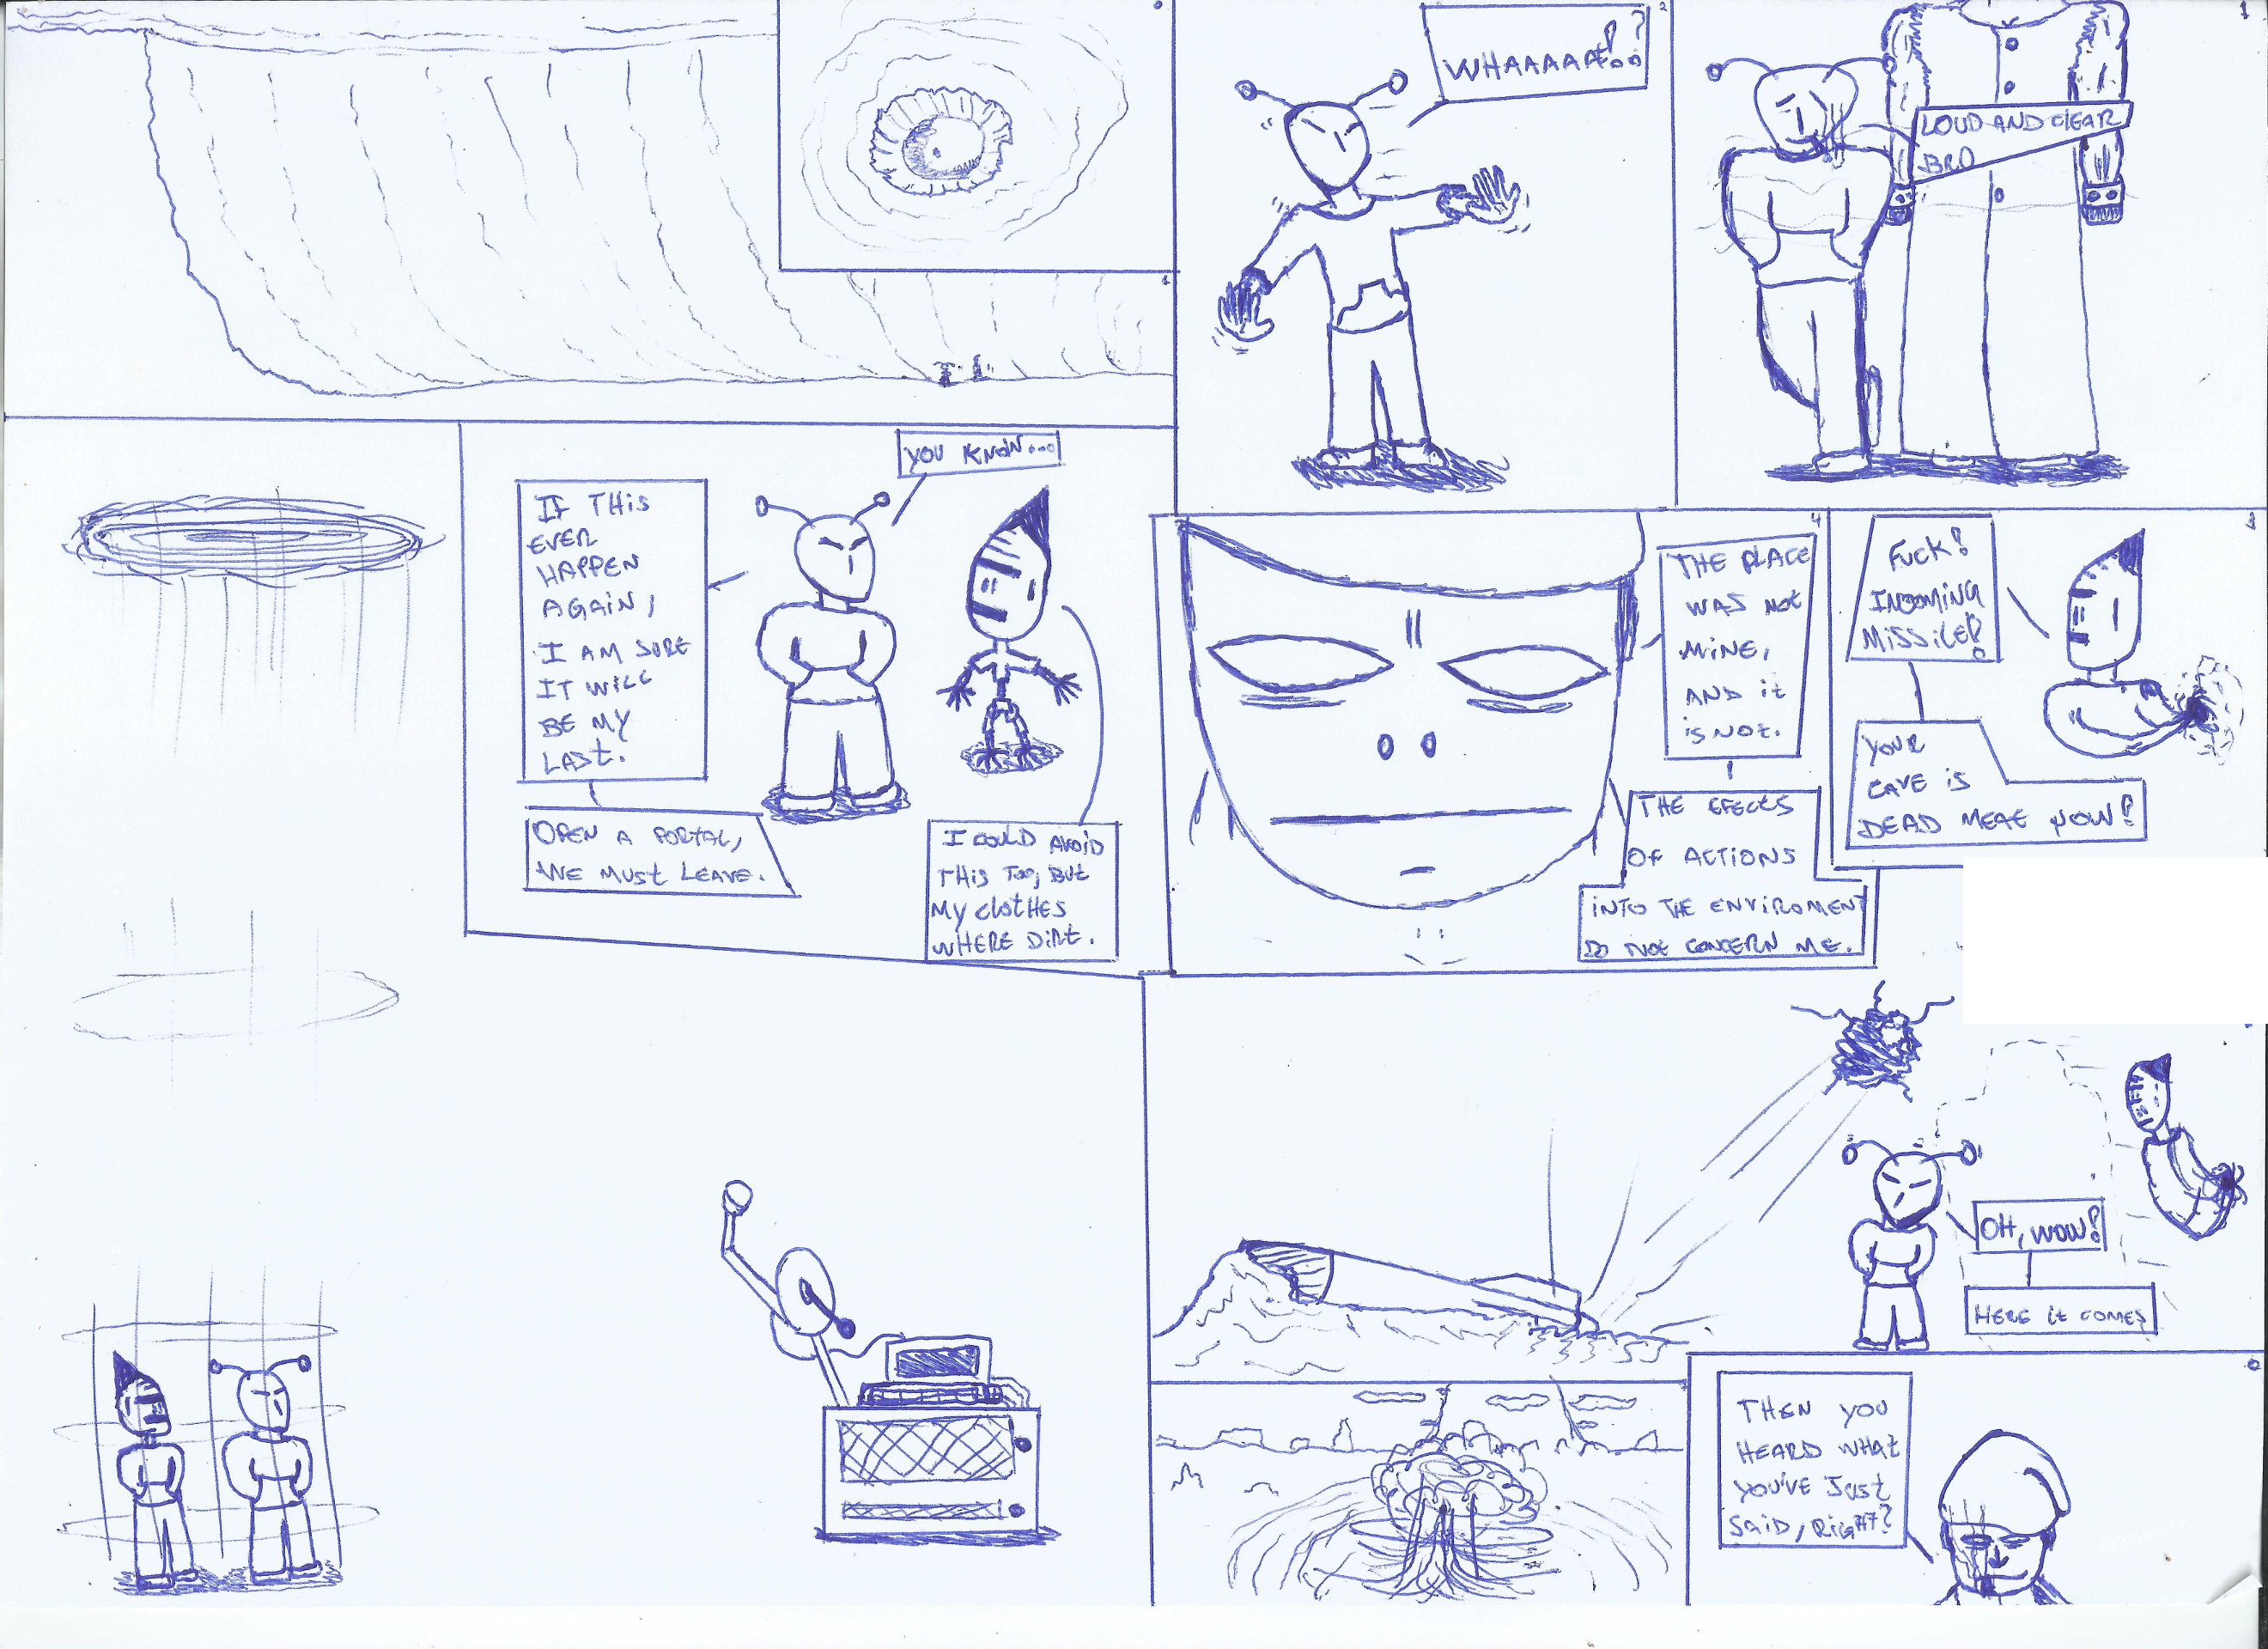 LOUD AND CLEAR
BRO
WHAAAAAt!?
FUCK!
INCOMING
MISSILE!
YOUR
CAVE IS
DEAD MEAt NOW!
THE PLACE
WAS NOt
MINE,
AND it
iS NOt.
THE EFECtS
OF ACTIONS
iNTO THE ENViROMENT
DO NOt CONCERN ME.
OH, WOW!
HERE it COMES
THEN YOU
HEARD WHAt
YOU'VE JUSt
SAiD, RiGHT?
YOU KNOW...
IF THiS
EVER
HAPPEN
AGAiN,
I AM SURE
IT WiLL
BE MY
LASt.
OPEN A PORTAL,
WE MUSt LEAVE.
I COULD AVOiD
THiS TOO, BUt
MY CLOtHES
WHERE DiRt.